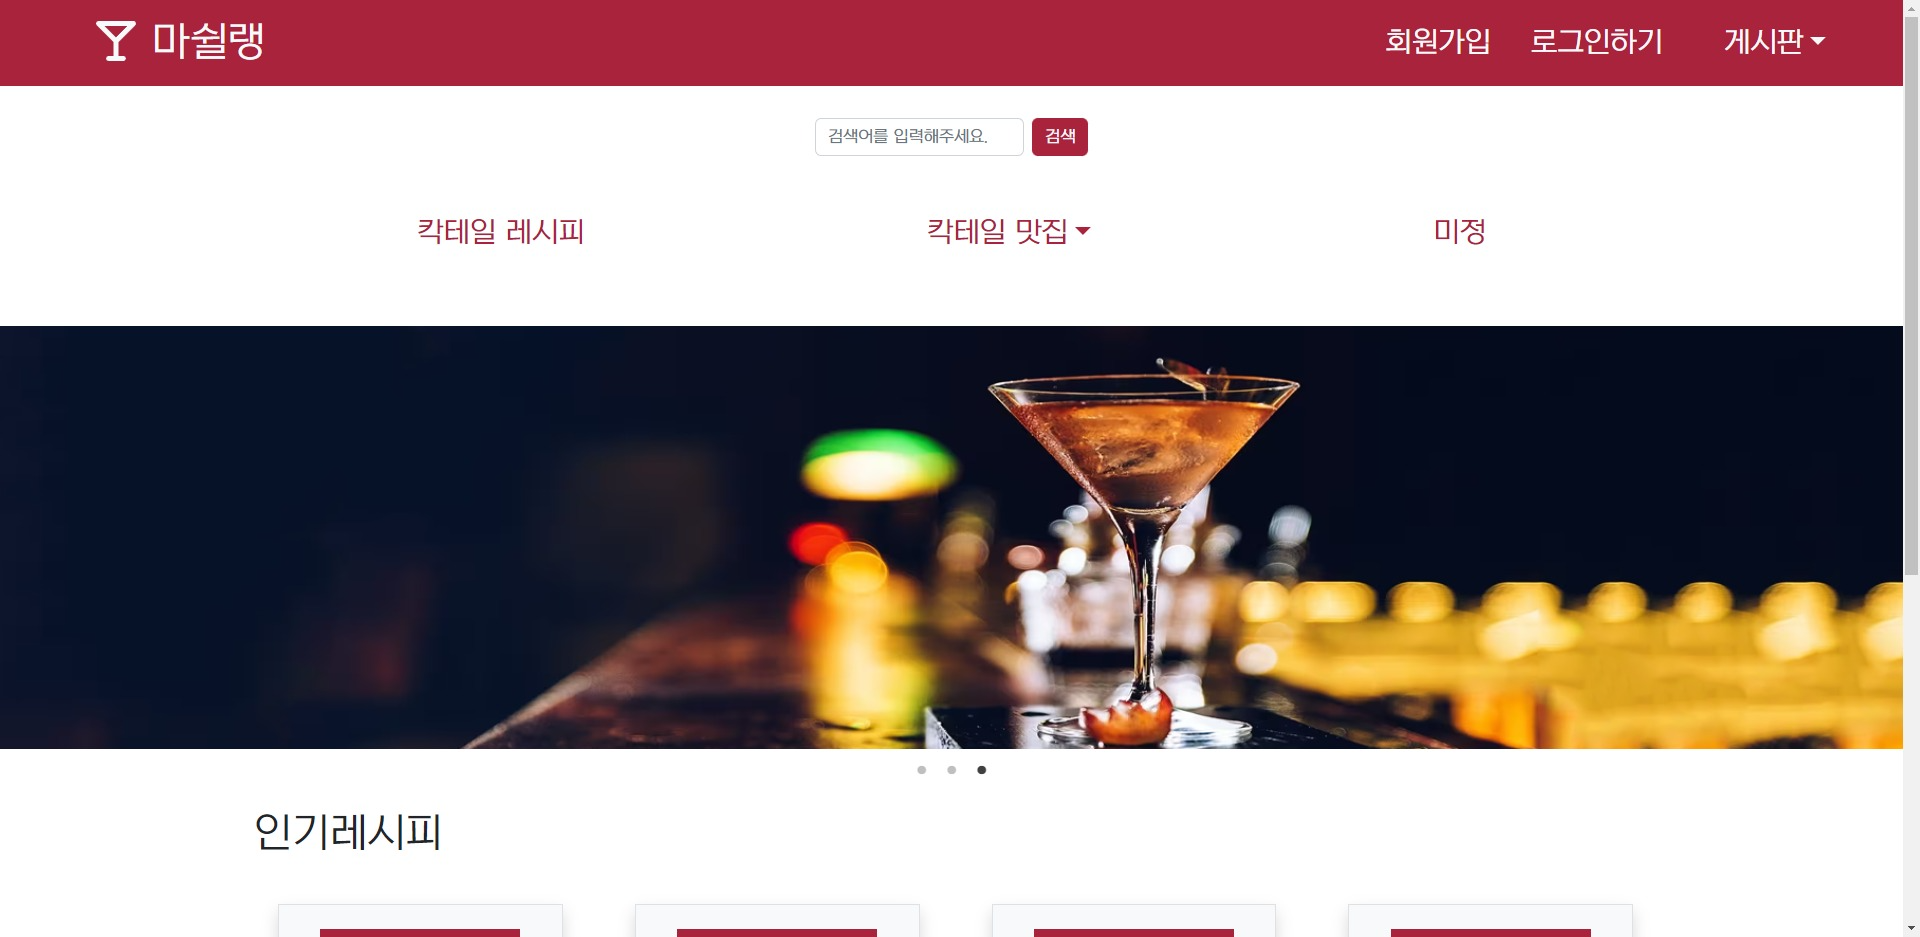 마쉴랭
회원가입 로그인하기 게시판
검색어를 입력해주세요. 검색
칵테일 레시피 칵테일 맛집 미정
인기레시피